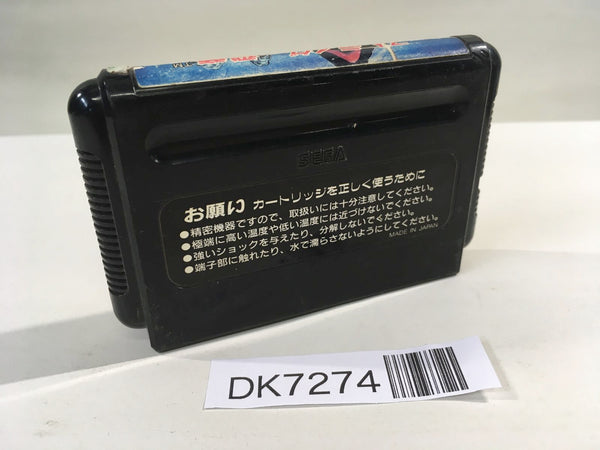 SEGA
お願い カートリッジを正しく使うために
●精密機器ですので、取扱いには十分注意してください。
●極端に高い温度や低い温度には近づけないでください。
●強いショックを与えたり、分解しないでください。
●端子部に触れたり、水で濡らさないようにしてください。
MADE IN JAPAN
DK7274